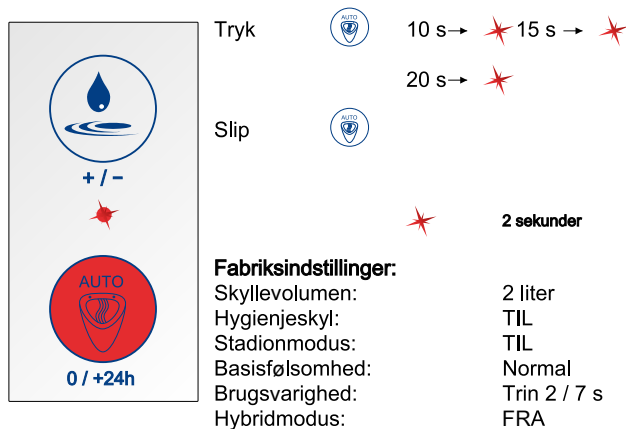 Tryk AUTO 10 s→ 15 s →
20 s→
Slip AUTO
+ / −
2 sekunder
AUTO
0 / +24h
Fabriksindstillinger:
Skyllevolumen: 2 liter
Hygiejneskyl: TIL
Stadionmodus: TIL
Basisfølsomhed: Normal
Brugsvarighed: Trin 2 / 7 s
Hybridmodus: FRA